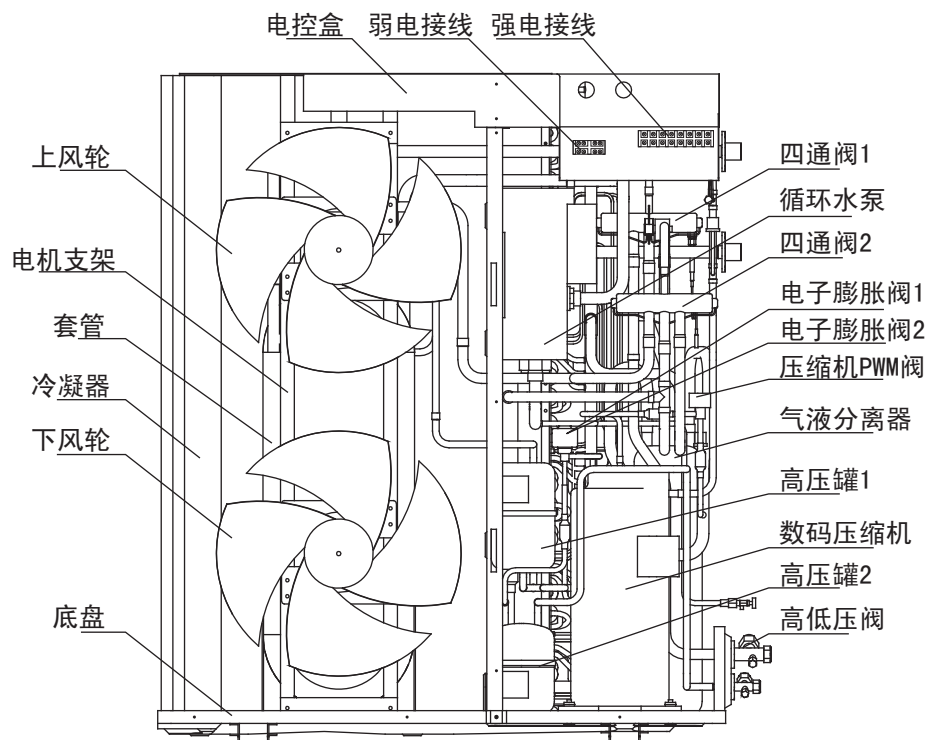 电控盒 弱电接线 强电接线
上风轮
电机支架
套管
冷凝器
下风轮
底盘
四通阀1
循环水泵
四通阀2
电子膨胀阀1
电子膨胀阀2
压缩机PWM阀
气液分离器
高压罐1
数码压缩机
高压罐2
高低压阀